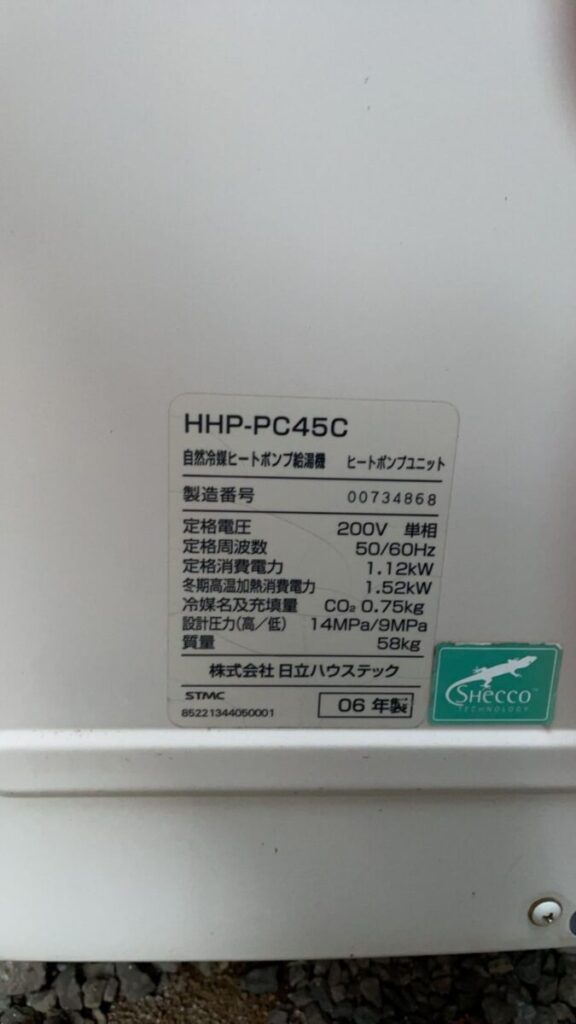 HHP-PC45C
自然冷媒ヒートポンプ給湯機 ヒートポンプユニット
製造番号 00734868
定格電圧 200V 単相
定格周波数 50/60Hz
定格消費電力 1.12kW
冬期高温加熱消費電力 1.52kW
冷媒名及充填量 CO₂ 0.75kg
設計圧力(高/低) 14MPa/9MPa
質量 58kg
株式会社 日立ハウステック
STMC
85221344050001 06 年製
SHECCO™
TECHNOLOGY